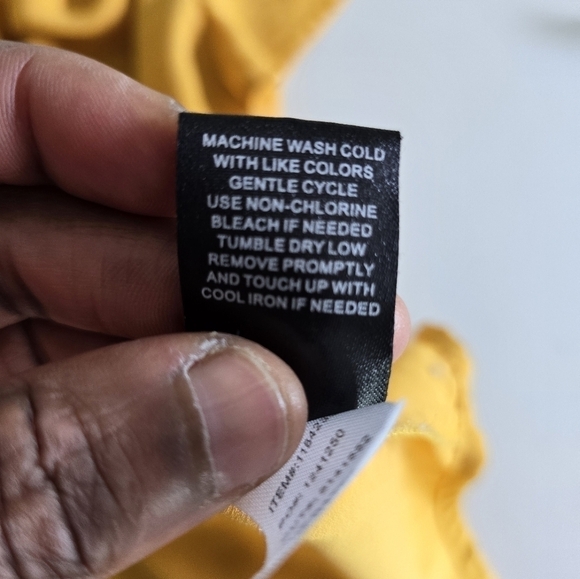 MACHINE WASH COLD
WITH LIKE COLORS
GENTLE CYCLE
USE NON-CHLORINE
BLEACH IF NEEDED
TUMBLE DRY LOW
REMOVE PROMPTLY
AND TOUCH UP WITH
COOL IRON IF NEEDED
1241250